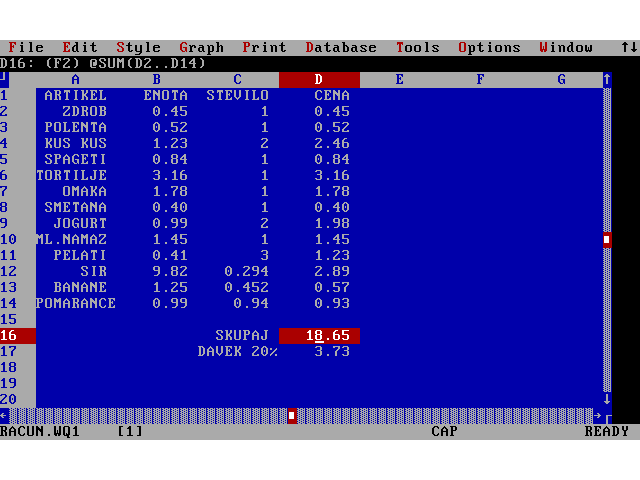 File Edit Style Graph Print Database Tools Options Window ↑↓
D16: (F2) @SUM(D2..D14)
A B C D E F G ↑
1 ARTIKEL ENOTA STEVILO CENA
2 ZDROB 0.45 1 0.45
3 POLENTA 0.52 1 0.52
4 KUS KUS 1.23 2 2.46
5 SPAGETI 0.84 1 0.84
6 TORTILJE 3.16 1 3.16
7 OMAKA 1.78 1 1.78
8 SMETANA 0.40 1 0.40
9 JOGURT 0.99 2 1.98
10 ML.NAMAZ 1.45 1 1.45
11 PELATI 0.41 3 1.23
12 SIR 9.82 0.294 2.89
13 BANANE 1.25 0.452 0.57
14 POMARANCE 0.99 0.94 0.93
15
16 SKUPAJ 18.65
17 DAVEK 20% 3.73
18
19
20 ↓
← →
RACUN.WQ1 [1] CAP READY